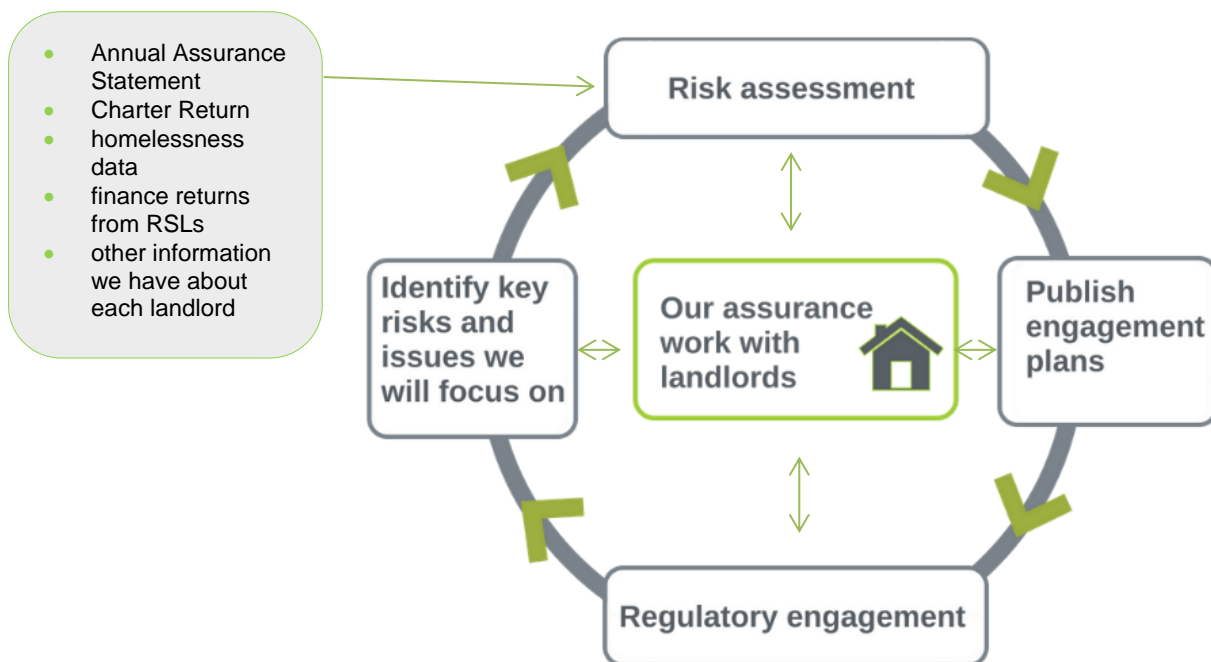 • Annual Assurance
Statement
• Charter Return
• homelessness
data
• finance returns
from RSLs
• other information
we have about
each landlord
Risk assessment
Identify key
risks and
issues we
will focus on
Our assurance
work with
landlords
Publish
engagement
plans
Regulatory engagement